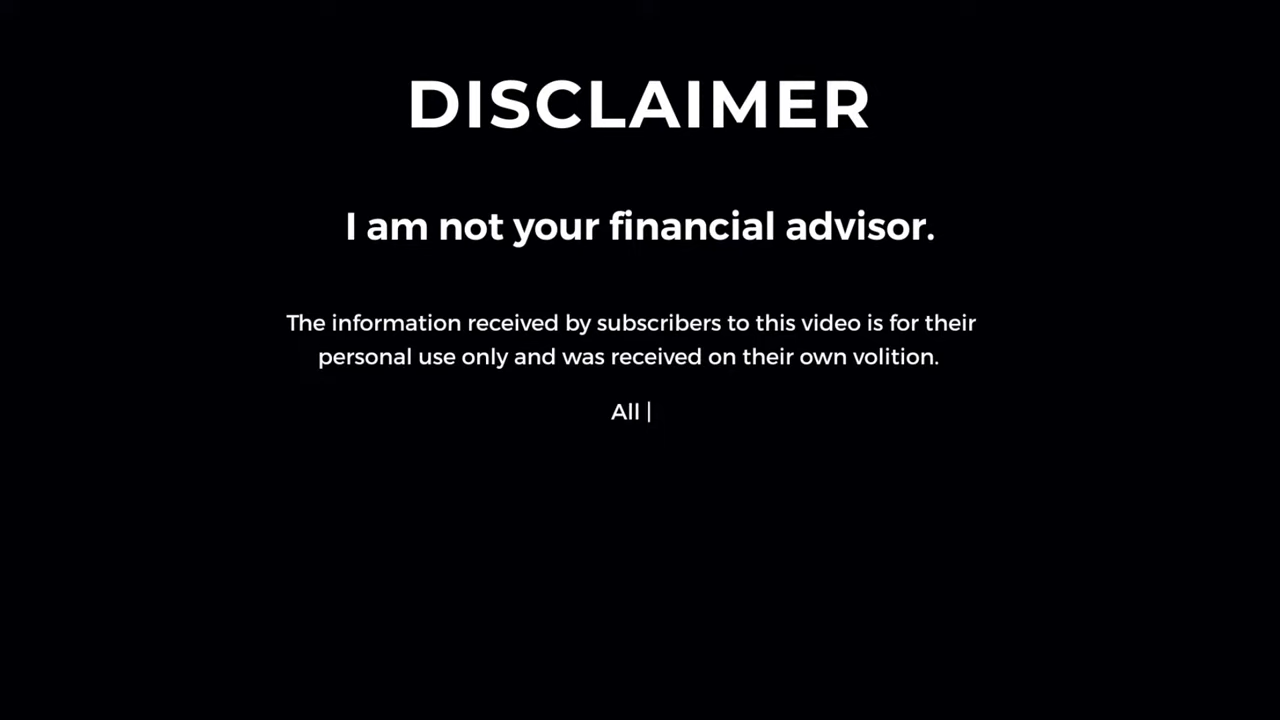 DISCLAIMER
I am not your financial advisor.
The information received by subscribers to this video is for their
personal use only and was received on their own volition.
All |